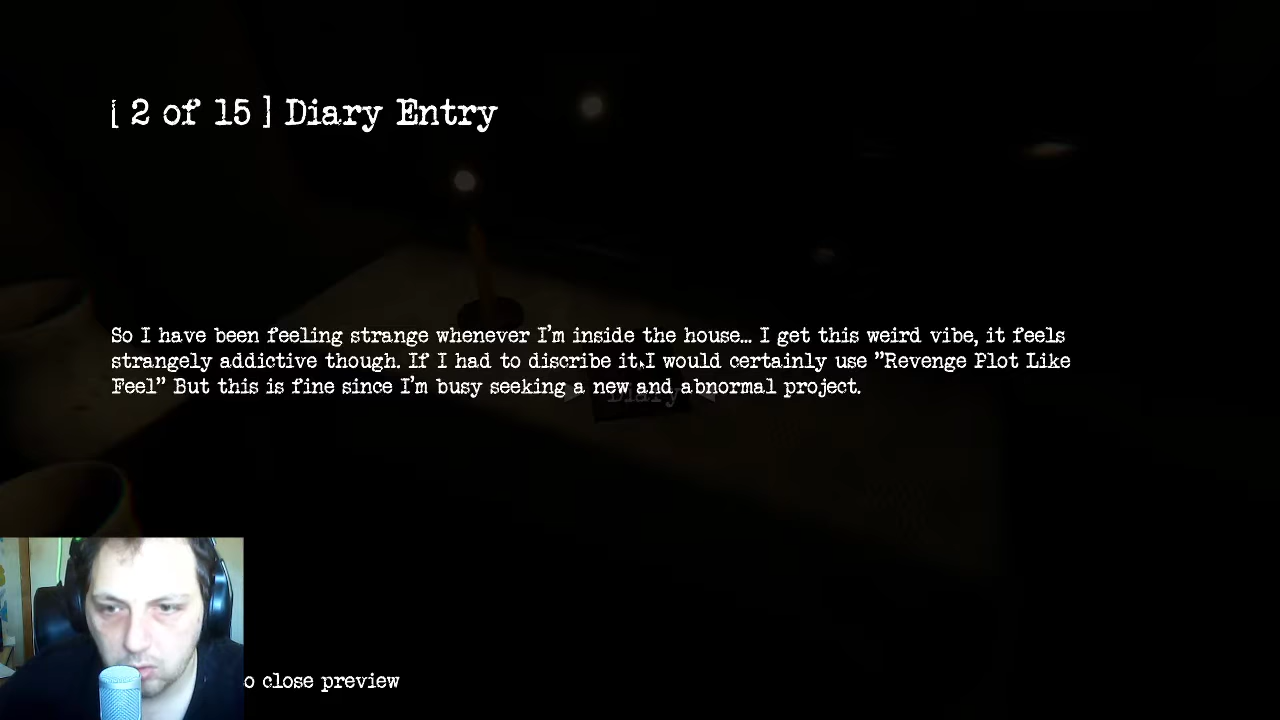 [ 2 of 15 ] Diary Entry
So I have been feeling strange whenever I'm inside the house... I get this weird vibe, it feels
strangely addictive though. If I had to discribe it.I would certainly use "Revenge Plot Like
Feel" But this is fine since I'm busy seeking a new and abnormal project.
Diary
o close preview